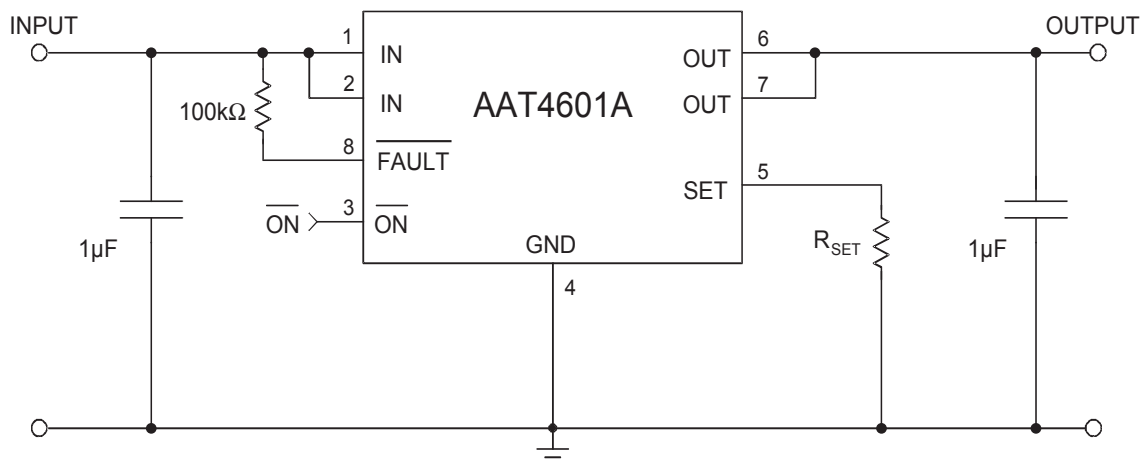 INPUT
OUTPUT
1
IN
OUT
6
2
IN
AAT4601A
OUT
7
100kΩ
8
FAULT
SET
5
ON
3
ON
1µF
GND
RSET
1µF
4